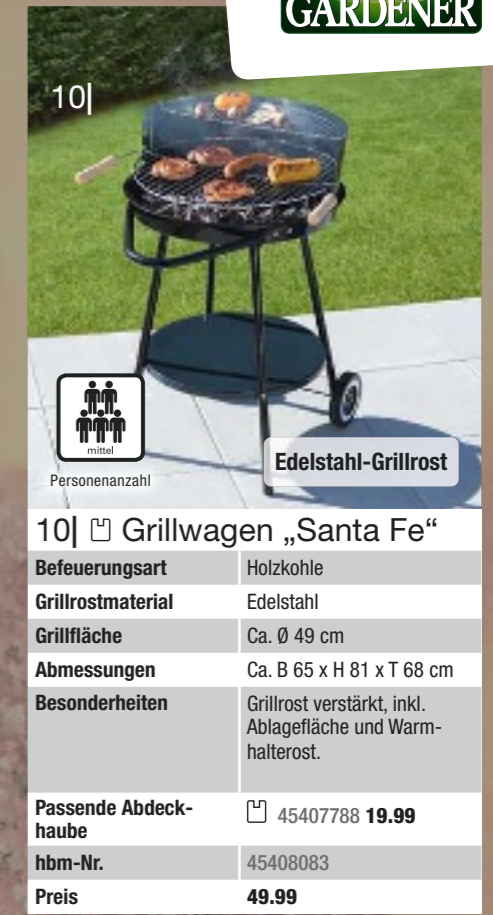 GARDENER
10|
mittel
Personenanzahl
Edelstahl-Grillrost
10| Grillwagen „Santa Fe“
Befeuerungsart Holzkohle
Grillrostmaterial Edelstahl
Grillfläche Ca. Ø 49 cm
Abmessungen Ca. B 65 x H 81 x T 68 cm
Besonderheiten Grillrost verstärkt, inkl.
Ablagefläche und Warm-
halterost.
Passende Abdeck-
haube 45407788 19.99
hbm-Nr. 45408083
Preis 49.99